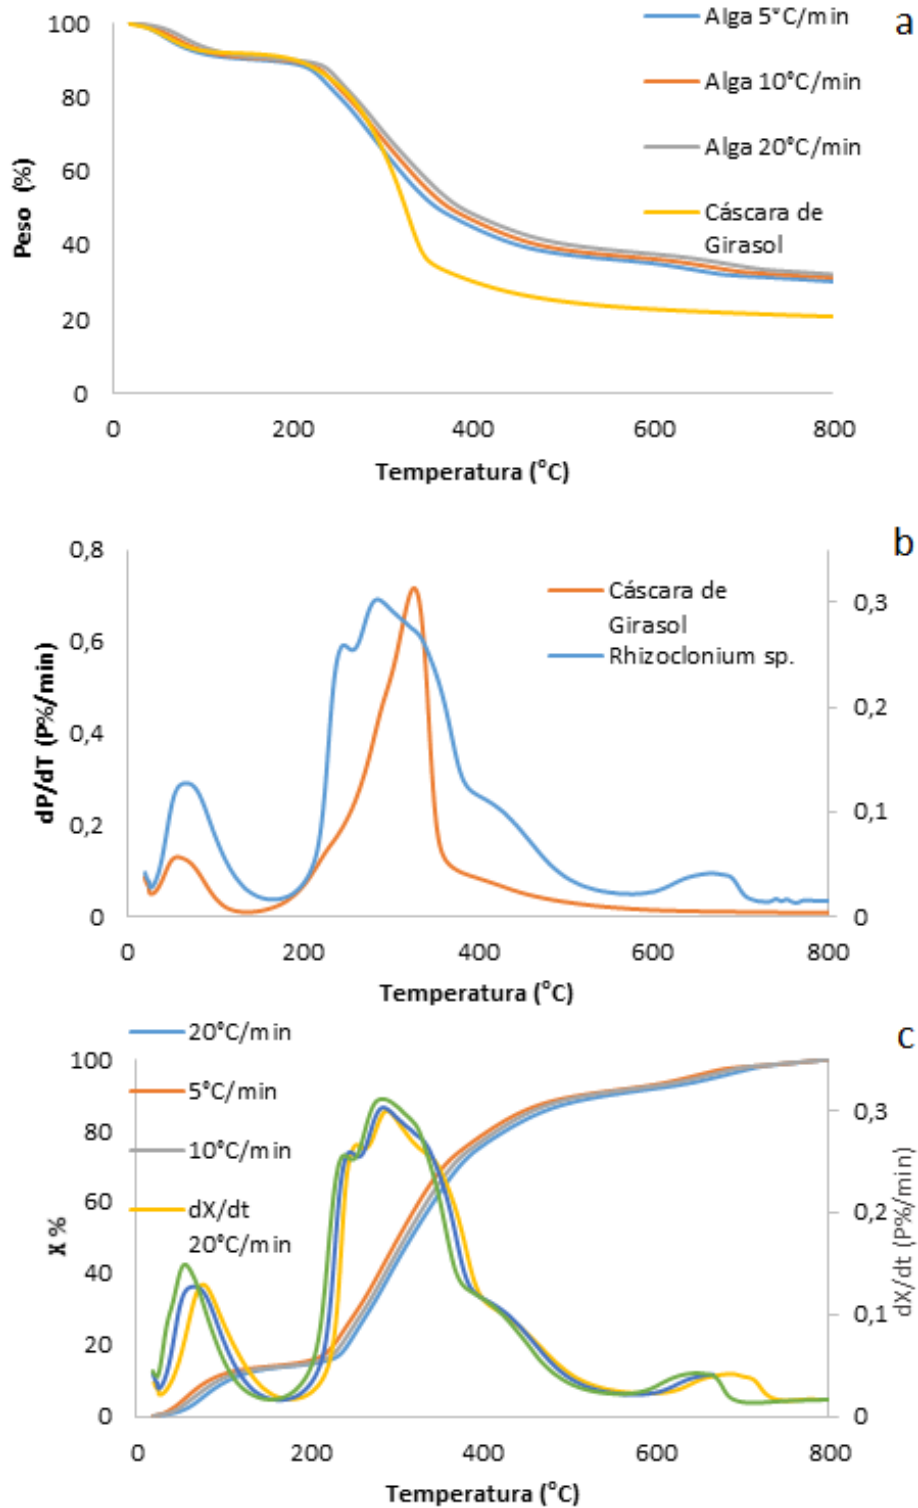 a
Alga 5°C/min
Alga 10°C/min
Alga 20°C/min
Cáscara de
Girasol
100
80
60
40
20
0
Peso (%)
0 200 400 600 800
Temperatura (°C)
b
Cáscara de
Girasol
Rhizoclonium sp.
0,8
0,6
0,4
0,2
0
dP/dT (P%/min)
0,3
0,2
0,1
0
0 200 400 600 800
Temperatura (°C)
c
20°C/min
5°C/min
10°C/min
dX/dt
20°C/min
100
80
60
40
20
0
X %
0,3
0,2
0,1
0
dX/dt (P%/min)
0 200 400 600 800
Temperatura (°C)